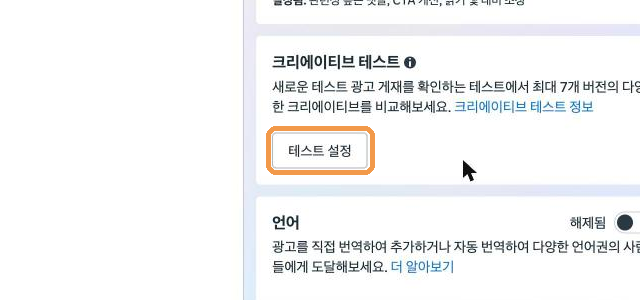 크리에이티브 테스트
새로운 테스트 광고 게재를 확인하는 테스트에서 최대 7개 버전의
한 크리에이티브를 비교해보세요. 크리에이티브 테스트 정보
테스트 설정
언어
해제됨
광고를 직접 번역하여 추가하거나 자동 번역하여 다양한 언어권의
들에게 도달해보세요. 더 알아보기